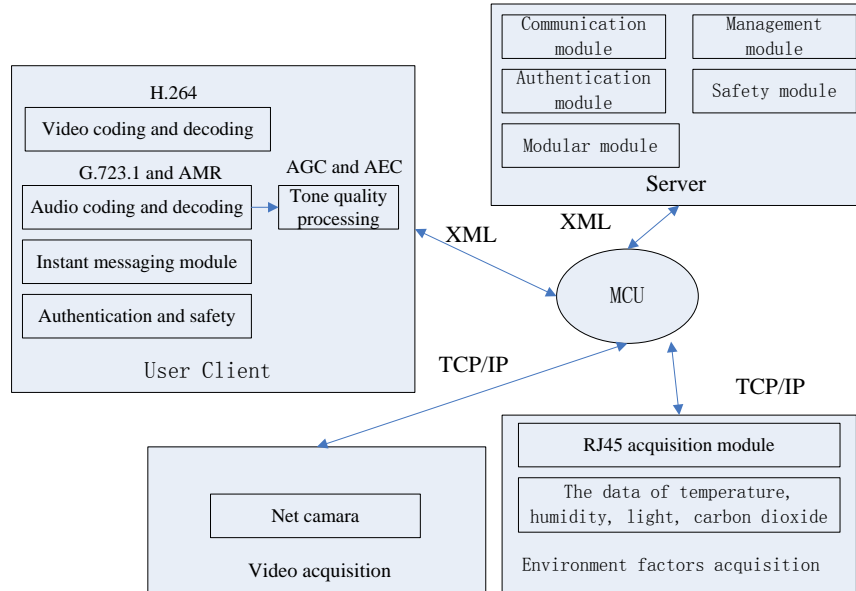 Communication
module
Management
module
Authentication
module
Safety module
Modular module
Server
H.264
Video coding and decoding
G.723.1 and AMR
AGC and AEC
Audio coding and decoding
Tone quality
processing
Instant messaging module
Authentication and safety
User Client
XML
XML
MCU
TCP/IP
TCP/IP
Net camara
Video acquisition
RJ45 acquisition module
The data of temperature,
humidity, light, carbon dioxide
Environment factors acquisition